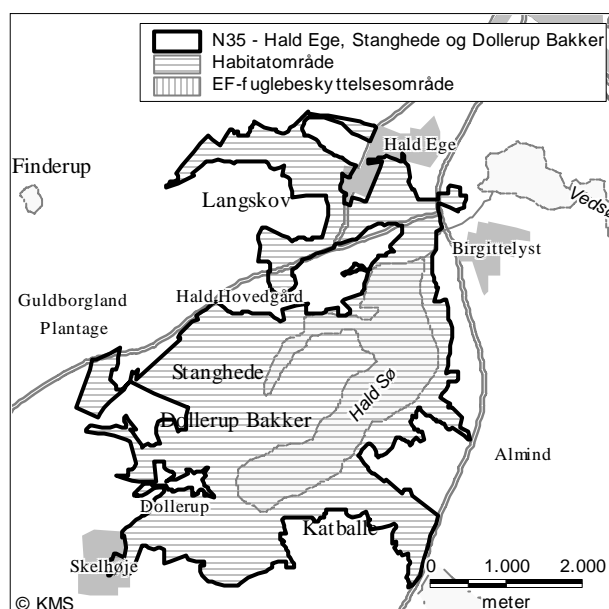 N35 - Hald Ege, Stanghede og Dollerup Bakker
Habitatområde
EF-fuglebeskyttelsesområde
Hald Ege
Finderup
Langskov
Vedsø
Birgittelyst
Hald Hovedgård
Guldborgland
Plantage
Stanghede
Hald Sø
Dollerup Bakker
Almind
Dollerup
Katballe
Skelhøje
0 1.000 2.000
meter
© KMS